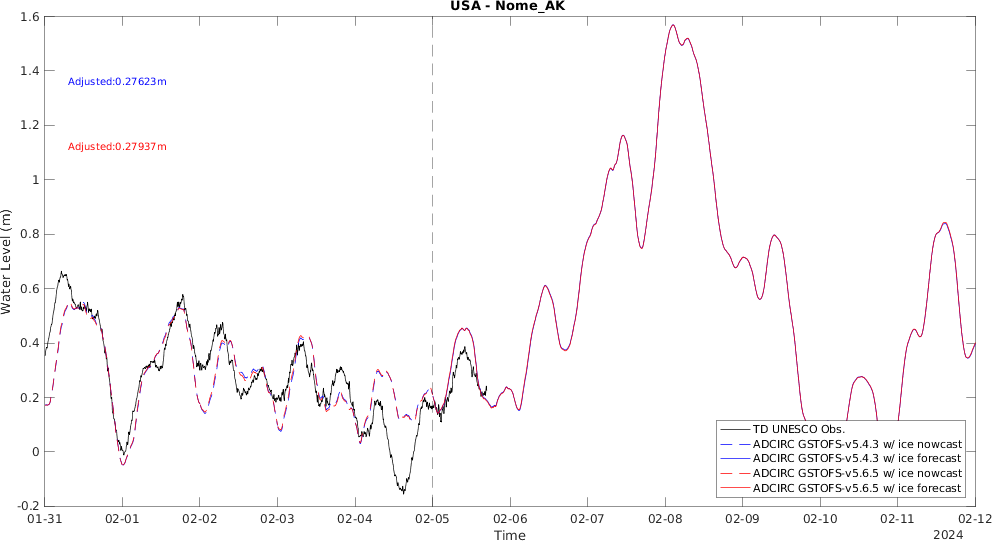 USA - Nome_AK
1.6
1.4
1.2
1
0.8
0.6
0.4
0.2
0
-0.2
Water Level (m)
Adjusted:0.27623m
Adjusted:0.27937m
TD UNESCO Obs.
ADCIRC GSTOFS-v5.4.3 w/ ice nowcast
ADCIRC GSTOFS-v5.4.3 w/ ice forecast
ADCIRC GSTOFS-v5.6.5 w/ ice nowcast
ADCIRC GSTOFS-v5.6.5 w/ ice forecast
01-31 02-01 02-02 02-03 02-04 02-05 02-06 02-07 02-08 02-09 02-10 02-11 02-12
Time
2024